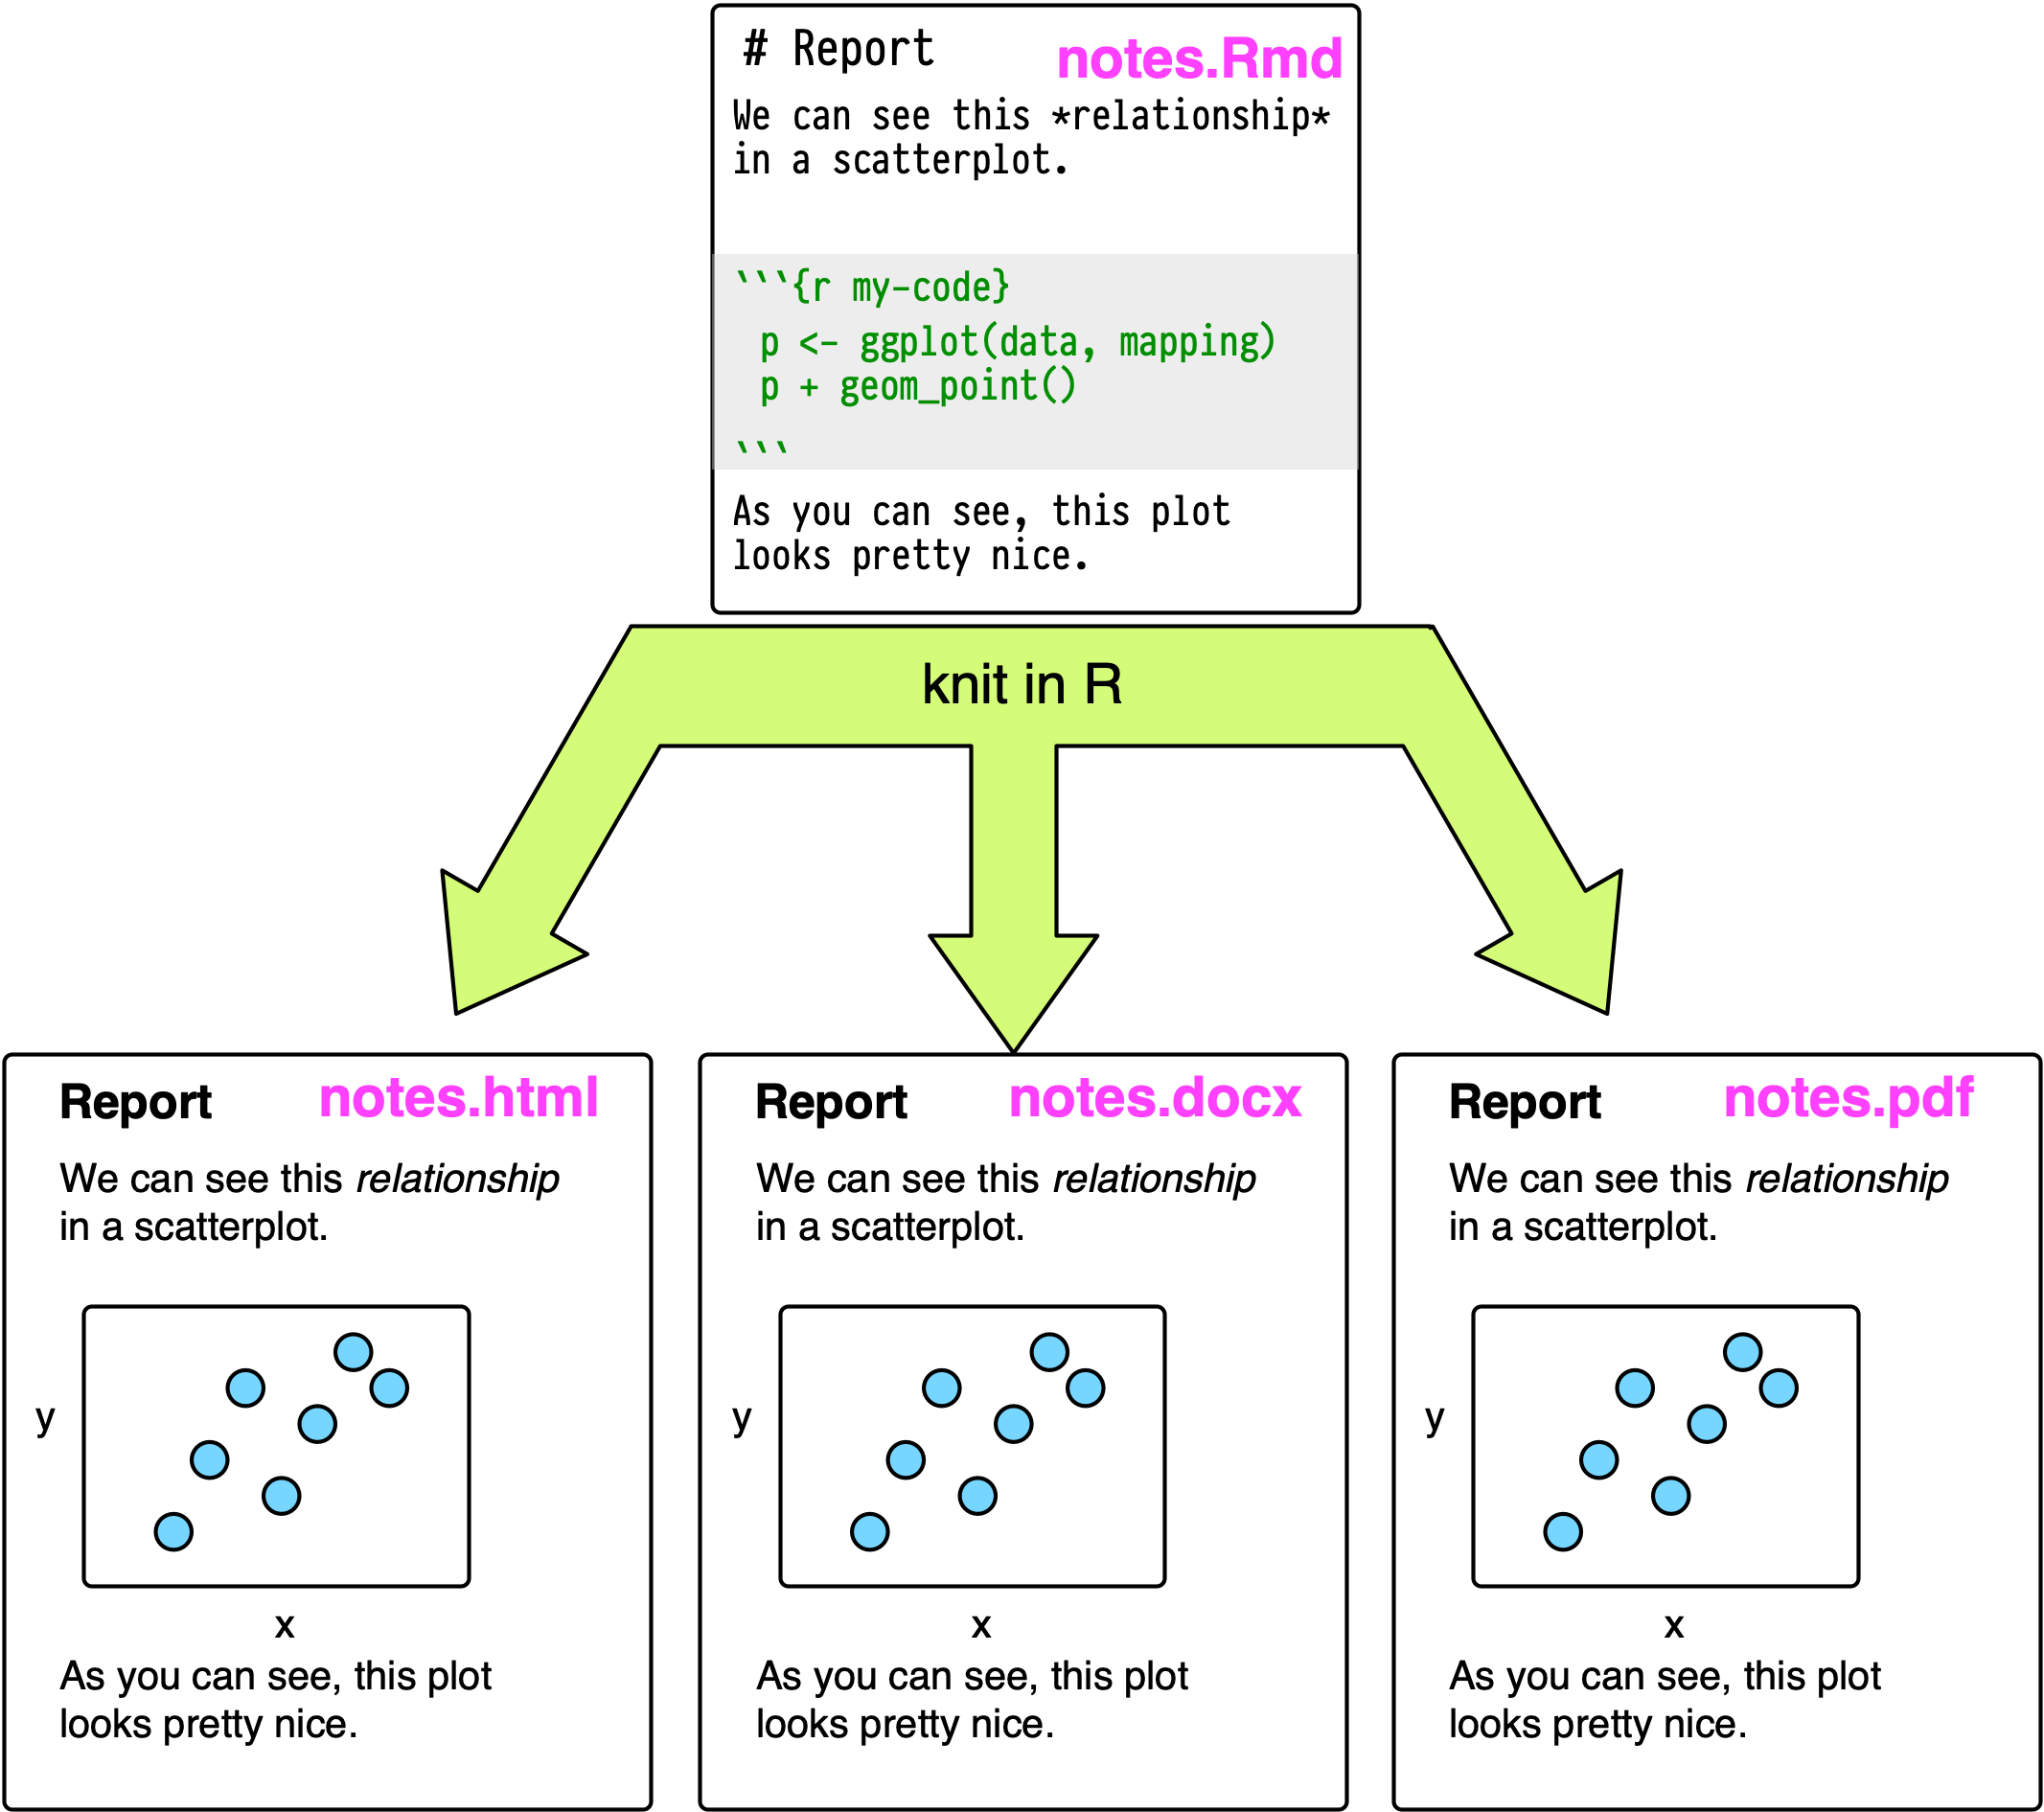 # Report notes.Rmd
We can see this *relationship*
in a scatterplot.
```{r my-code}
p <- ggplot(data, mapping)
p + geom_point()
```
As you can see, this plot
looks pretty nice.
knit in R
Report notes.html
We can see this relationship
in a scatterplot.
y
x
As you can see, this plot
looks pretty nice.
Report notes.docx
We can see this relationship
in a scatterplot.
y
x
As you can see, this plot
looks pretty nice.
Report notes.pdf
We can see this relationship
in a scatterplot.
y
x
As you can see, this plot
looks pretty nice.